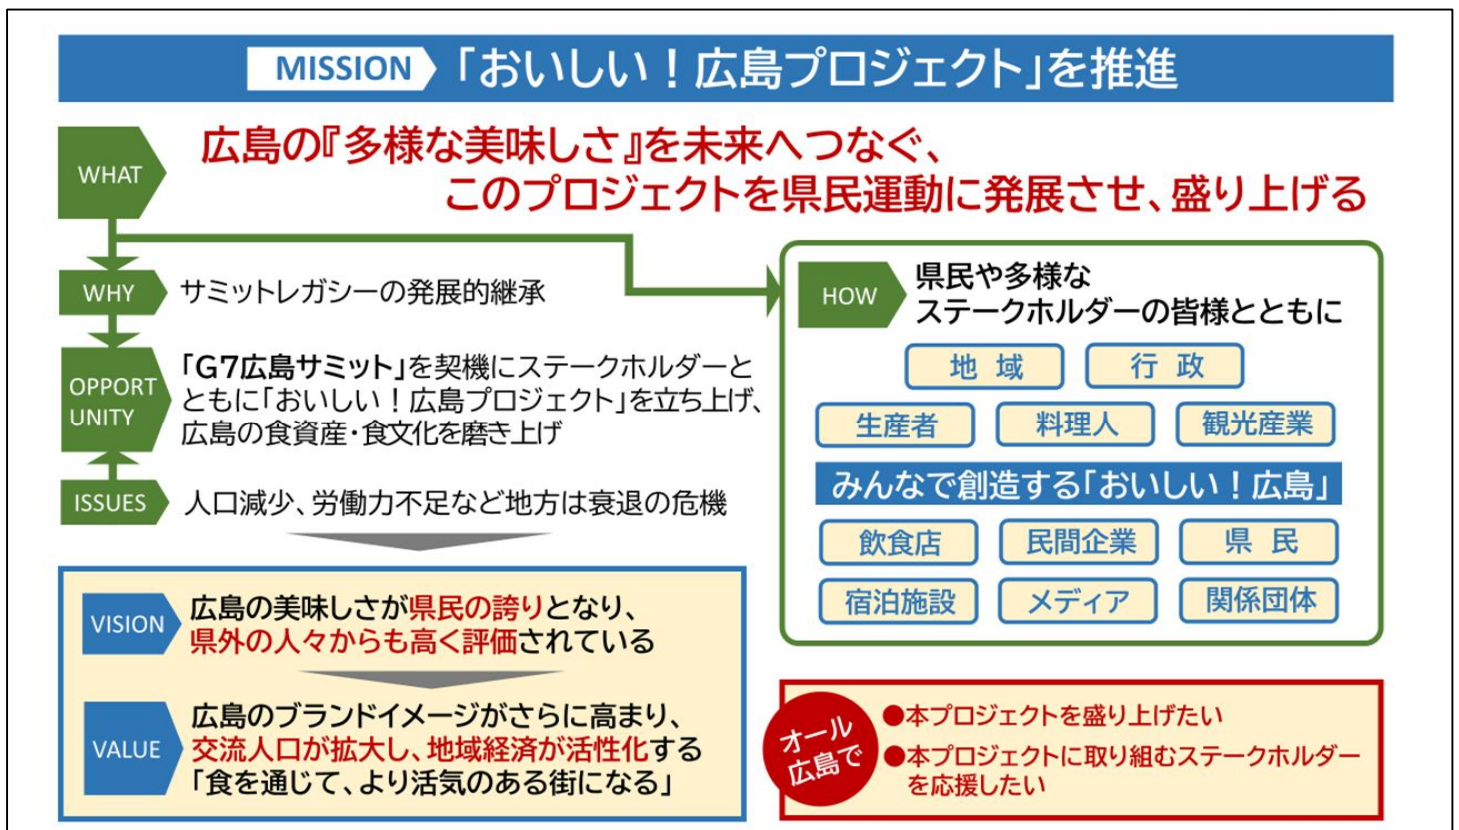 MISSION 「おいしい！広島プロジェクト」を推進
WHAT
広島の『多様な美味しさ』を未来へつなぐ、
このプロジェクトを県民運動に発展させ、盛り上げる
WHY
サミットレガシーの発展的継承
OPPORT
UNITY
「G7広島サミット」を契機にステークホルダーと
ともに「おいしい！広島プロジェクト」を立ち上げ、
広島の食資産・食文化を磨き上げ
ISSUES
人口減少、労働力不足など地方は衰退の危機
VISION
広島の美味しさが県民の誇りとなり、
県外の人々からも高く評価されている
VALUE
広島のブランドイメージがさらに高まり、
交流人口が拡大し、地域経済が活性化する
「食を通じて、より活気のある街になる」
HOW
県民や多様な
ステークホルダーの皆様とともに
地域 行政
生産者 料理人 観光産業
みんなで創造する「おいしい！広島」
飲食店 民間企業 県民
宿泊施設 メディア 関係団体
オール
広島で
●本プロジェクトを盛り上げたい
●本プロジェクトに取り組むステークホルダー
を応援したい